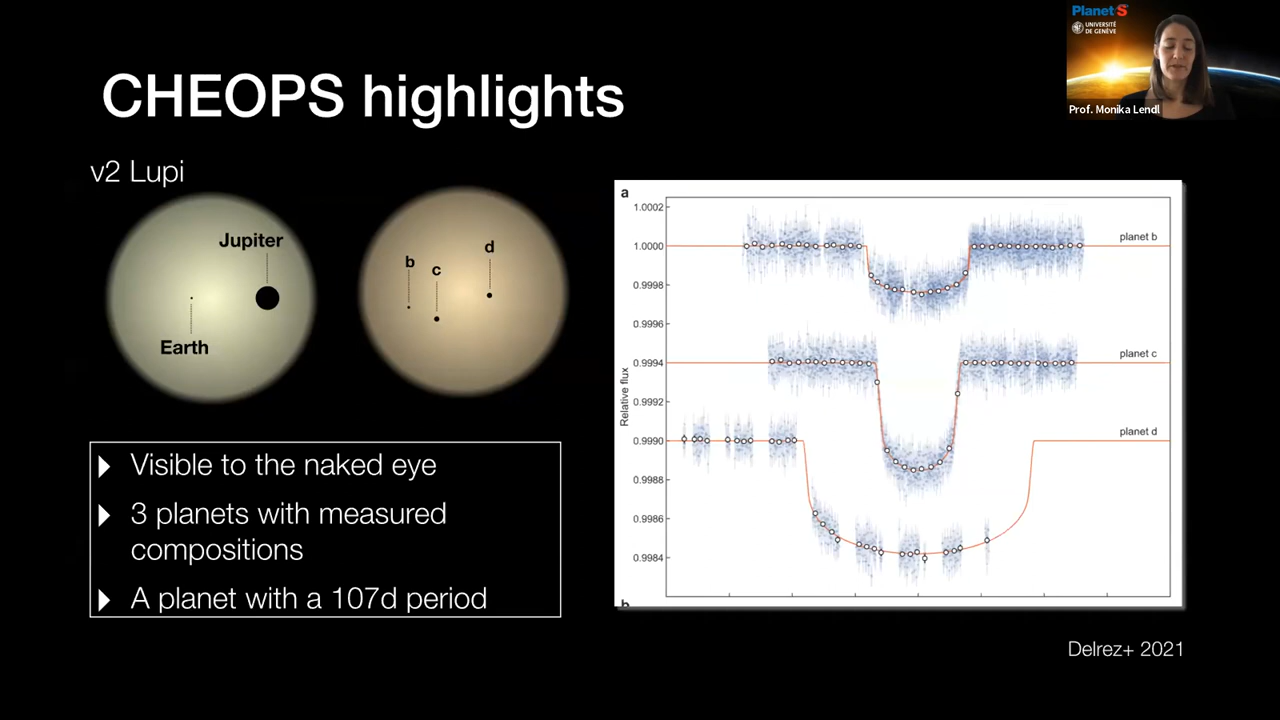 PlanetS
UNIVERSITÉ
DE GENÈVE
Prof. Monika Lendl
CHEOPS highlights
v2 Lupi
Jupiter
Earth
b
c
d
Visible to the naked eye
3 planets with measured
compositions
A planet with a 107d period
a
1.0002
1.0000
0.9998
0.9996
0.9994
0.9992
0.9990
0.9988
0.9986
0.9984
Relative flux
planet b
planet c
planet d
b
Delrez+ 2021